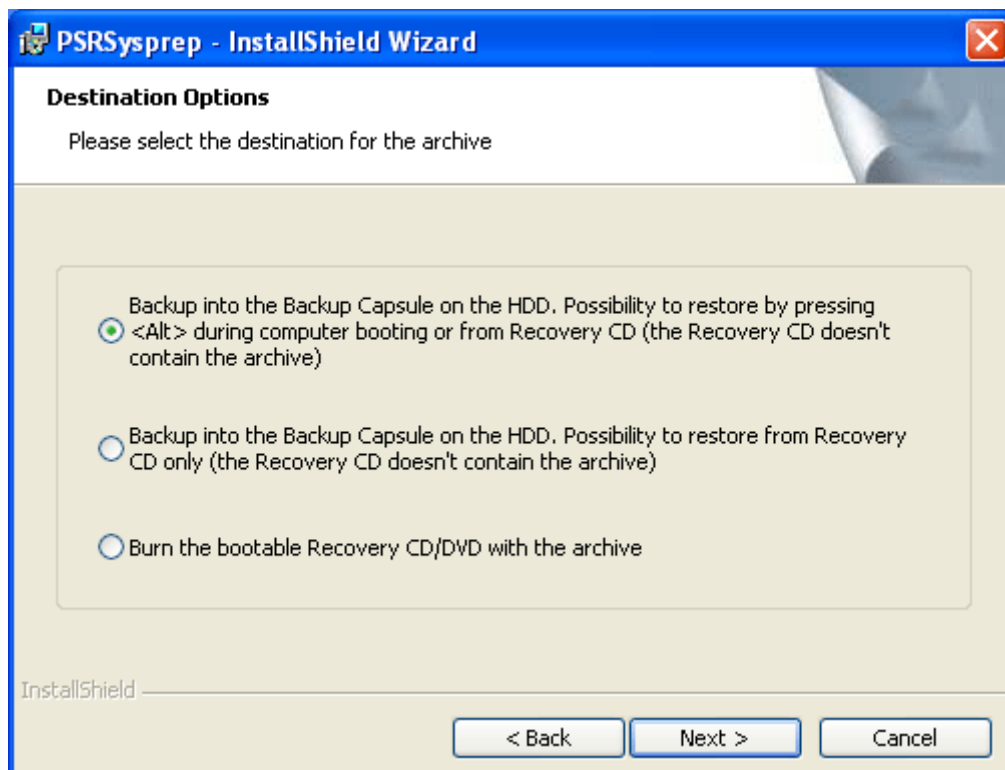 PSRSysprep - InstallShield Wizard
Destination Options
Please select the destination for the archive
Backup into the Backup Capsule on the HDD. Possibility to restore by pressing
<Alt> during computer booting or from Recovery CD (the Recovery CD doesn't
contain the archive)
Backup into the Backup Capsule on the HDD. Possibility to restore from Recovery
CD only (the Recovery CD doesn't contain the archive)
Burn the bootable Recovery CD/DVD with the archive
InstallShield
< Back Next > Cancel